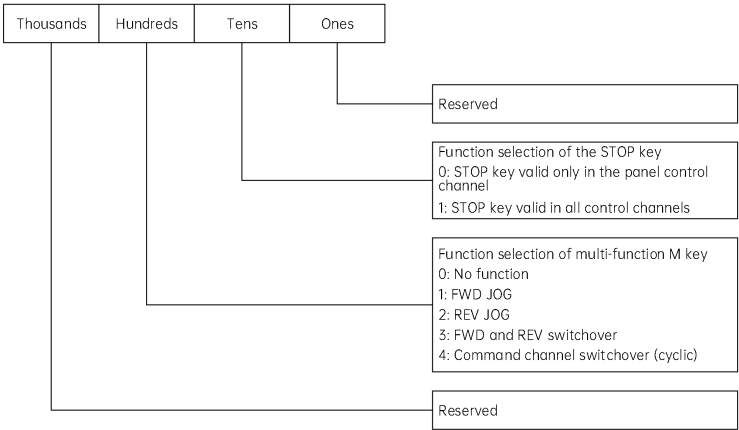 Thousands Hundreds Tens Ones
Reserved
Function selection of the STOP key
0: STOP key valid only in the panel control
channel
1: STOP key valid in all control channels
Function selection of multi-function M key
0: No function
1: FWD JOG
2: REV JOG
3: FWD and REV switchover
4: Command channel switchover (cyclic)
Reserved